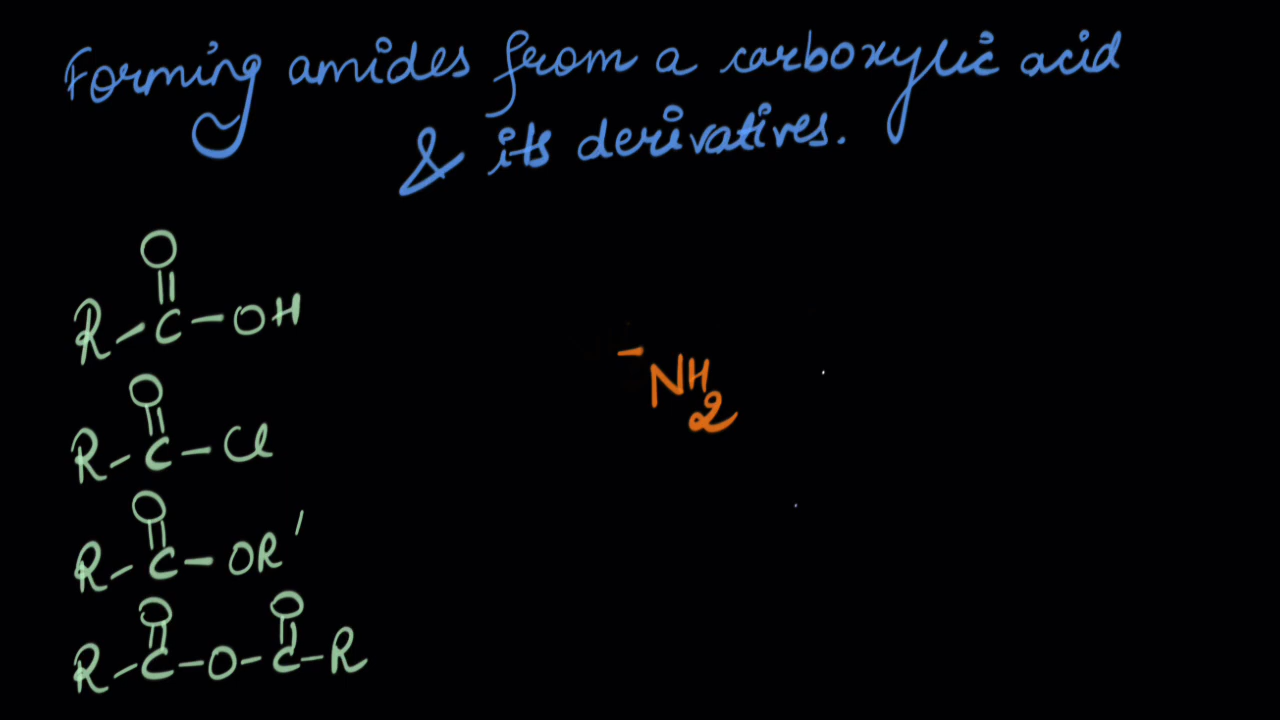 Forming amides from a carboxylic acid
& its derivatives.
O
||
R-C-OH
O
||
R-C-Cl
O
||
R-C-OR'
O O
|| ||
R-C-O-C-R
-NH2